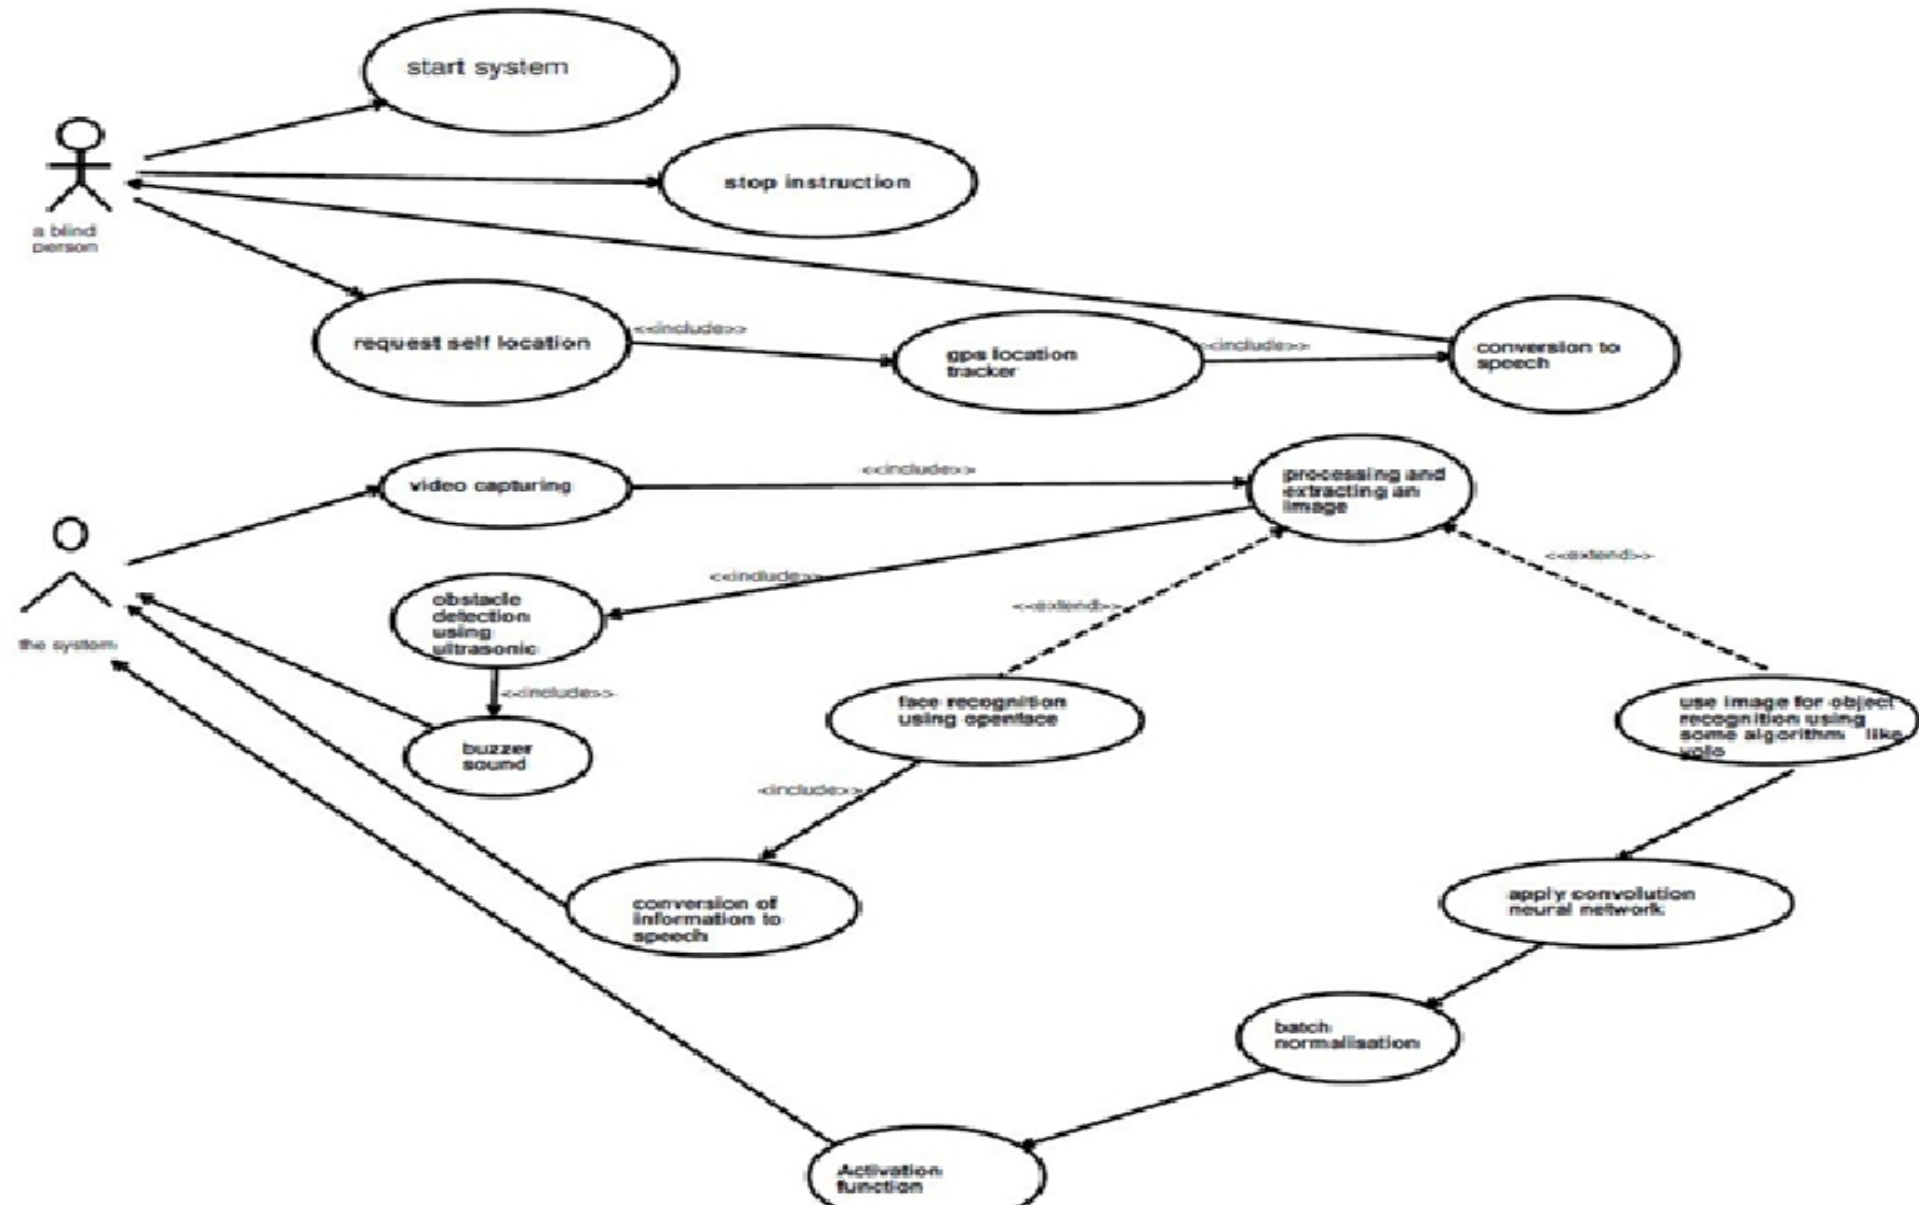 start system
stop instruction
a blind
person
request self location
<<include>>
gps location
tracker
<include>>
conversion to
speech
video capturing
<<include>>
processing and
extracting an
image
<<include>>
<<extend>>
<<extend>>
obstacle
detection
using
ultrasonic
the system
<<include>>
buzzer
sound
face recognition
using openface
use image for object
recognition using
some algorithm like
yolo
<include>>
conversion of
information to
speech
apply convolution
neural network
batch
normalisation
Activation
function